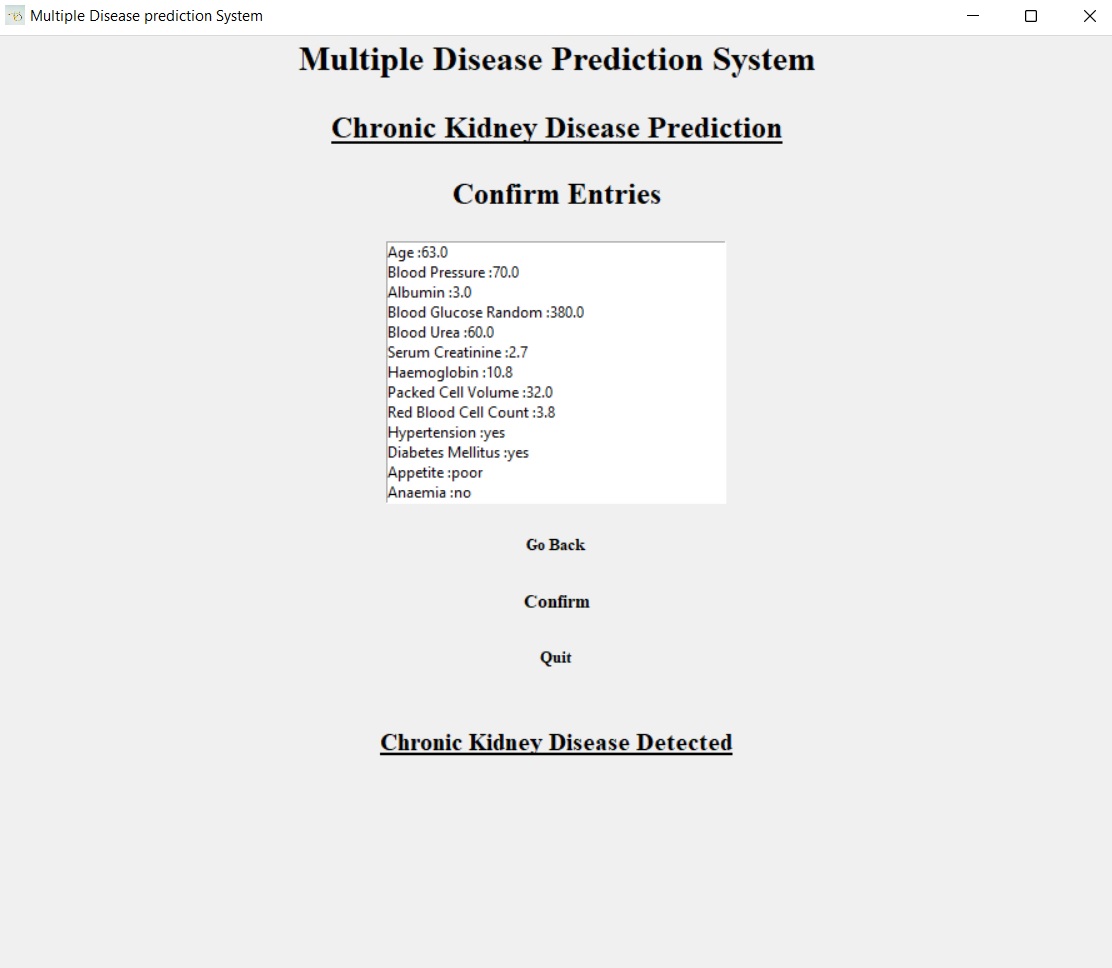 Multiple Disease prediction System
Multiple Disease Prediction System
Chronic Kidney Disease Prediction
Confirm Entries
Age :63.0
Blood Pressure :70.0
Albumin :3.0
Blood Glucose Random :380.0
Blood Urea :60.0
Serum Creatinine :2.7
Haemoglobin :10.8
Packed Cell Volume :32.0
Red Blood Cell Count :3.8
Hypertension :yes
Diabetes Mellitus :yes
Appetite :poor
Anaemia :no
Go Back
Confirm
Quit
Chronic Kidney Disease Detected